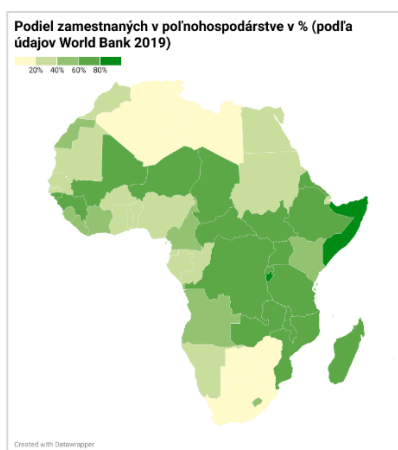 Podiel zamestnaných v poľnohospodárstve v % (podľa
údajov World Bank 2019)
20% 40% 60% 80%
Created with Datawrapper